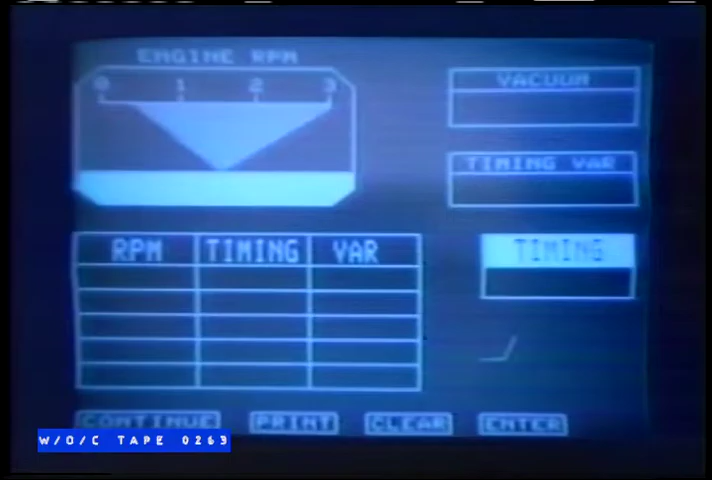 ENGINE RPM
0 1 2 3
VACUUM
TIMING VAR
RPM TIMING VAR
TIMING
CONTINUE PRINT CLEAR ENTER
W/O/C TAPE 0263